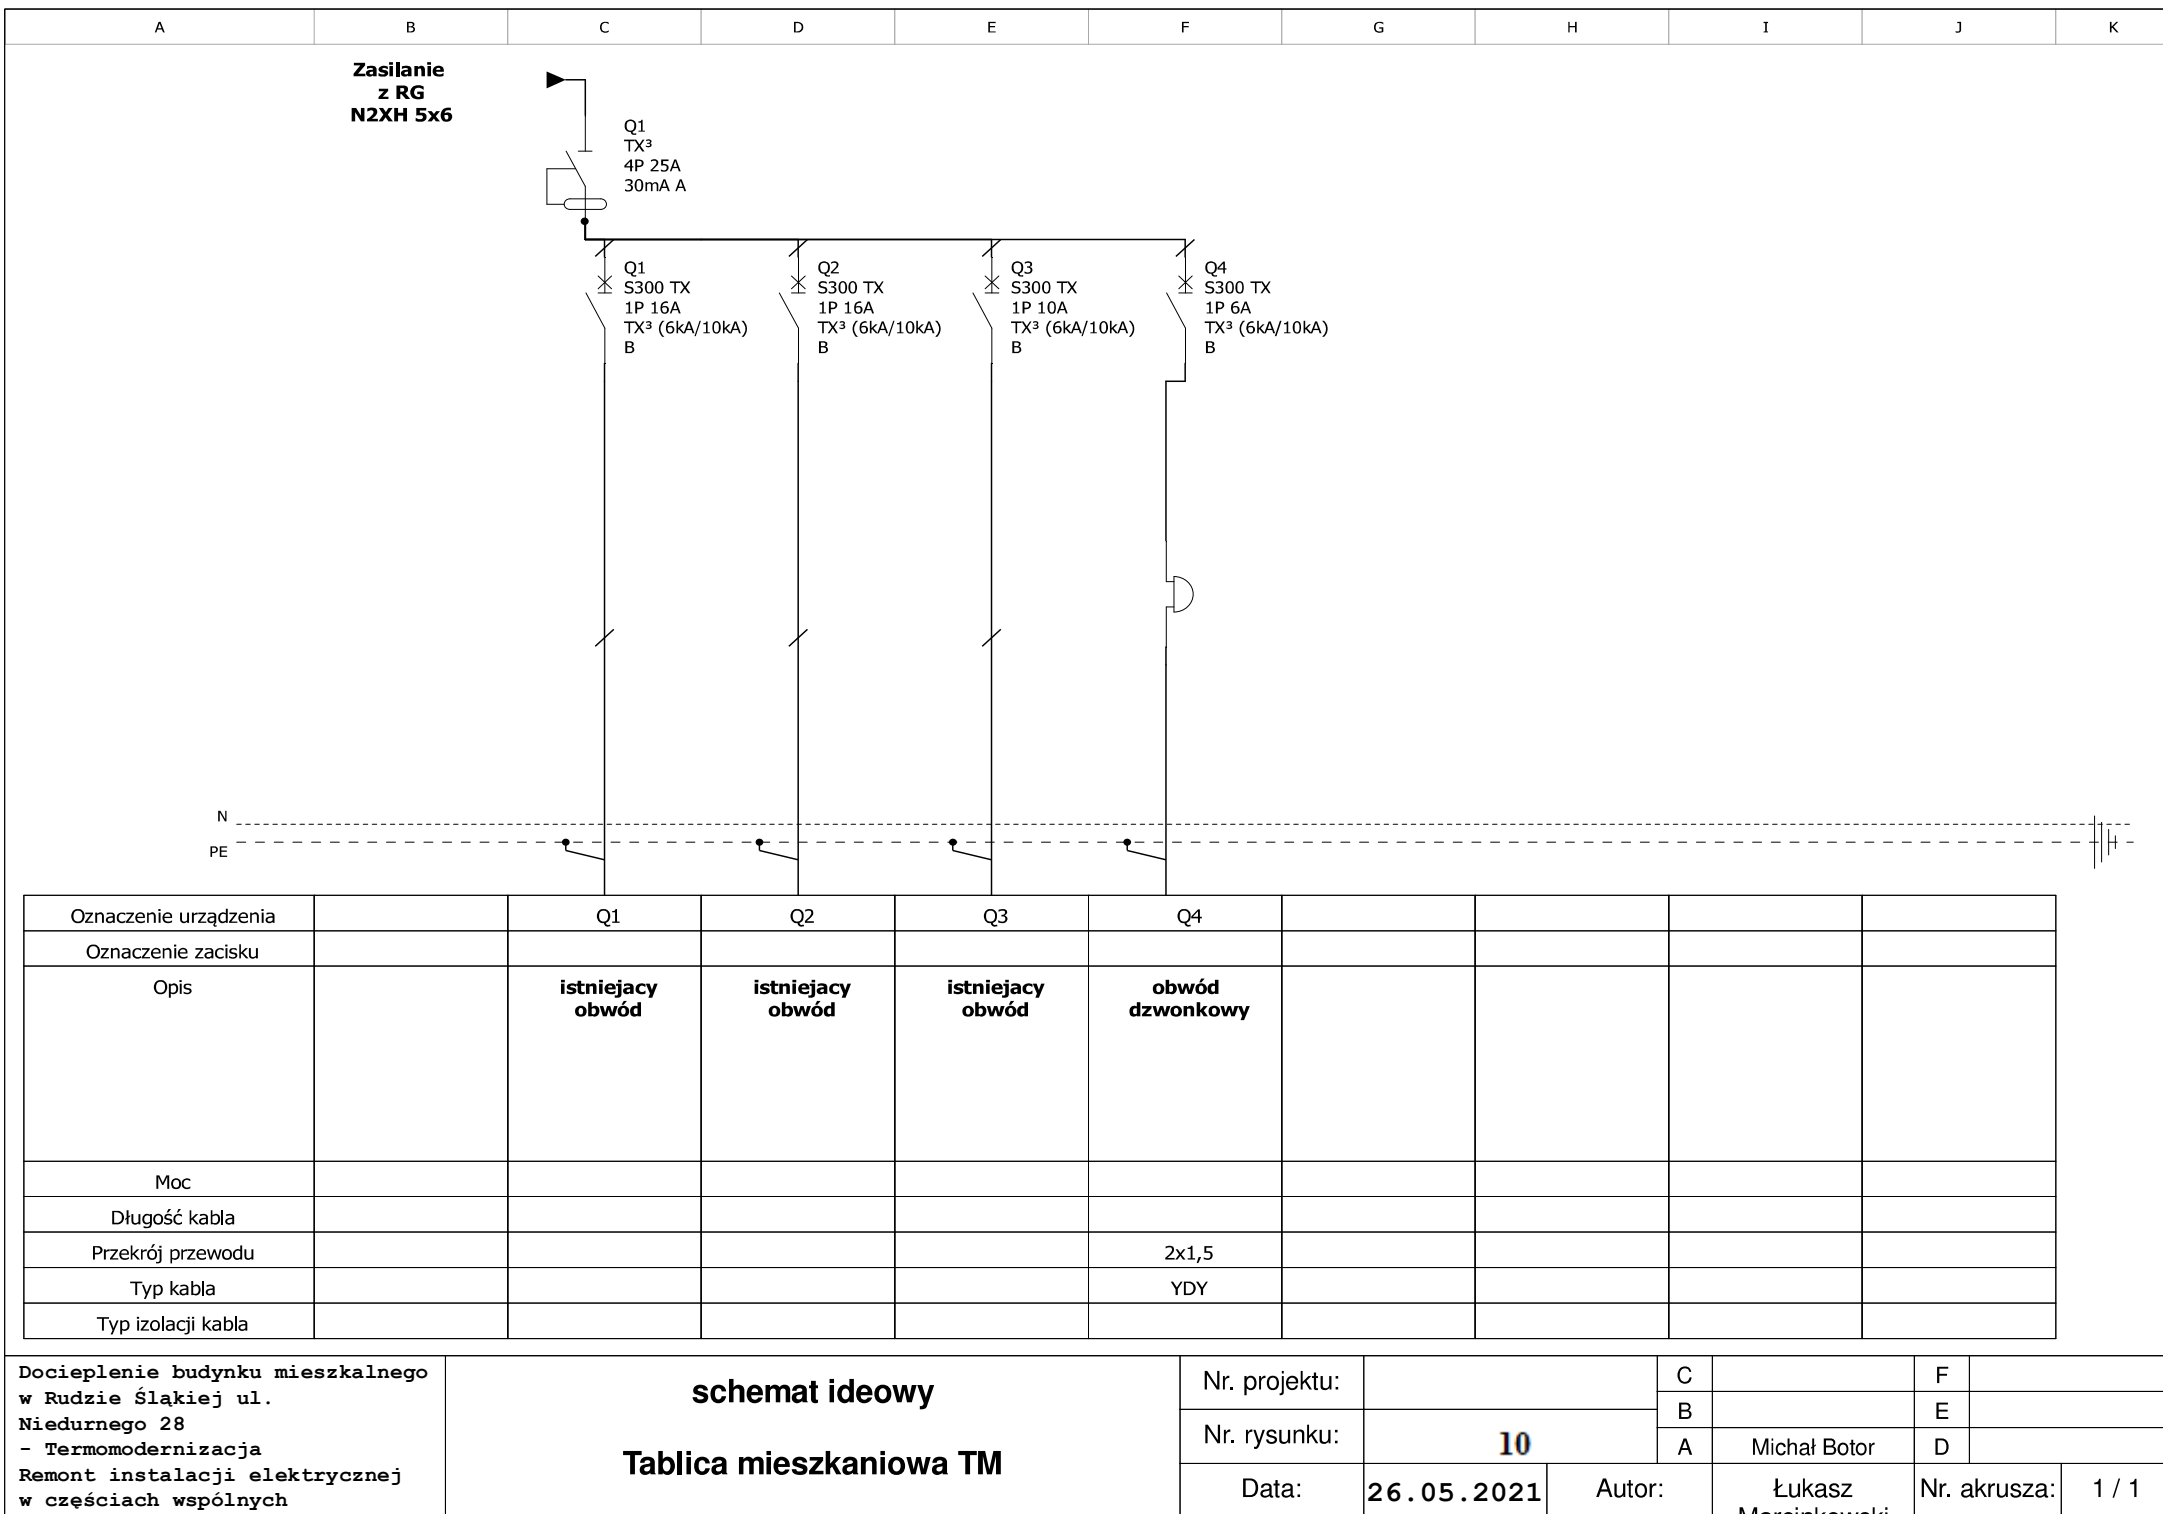 A B C D E F G H I J K
Zasilanie
z RG
N2XH 5x6
Q1
TX³
4P 25A
30mA A
Q1
S300 TX
1P 16A
TX³ (6kA/10kA)
B
Q2
S300 TX
1P 16A
TX³ (6kA/10kA)
B
Q3
S300 TX
1P 10A
TX³ (6kA/10kA)
B
Q4
S300 TX
1P 6A
TX³ (6kA/10kA)
B
N
PE
Oznaczenie urządzenia Q1 Q2 Q3 Q4
Oznaczenie zacisku
Opis
istniejacy
obwód
istniejacy
obwód
istniejacy
obwód
obwód
dzwonkowy
Moc
Długość kabla
Przekrój przewodu 2x1,5
Typ kabla YDY
Typ izolacji kabla
Docieplenie budynku mieszkalnego
w Rudzie Śląkiej ul.
Niedurnego 28
- Termomodernizacja
Remont instalacji elektrycznej
w częściach wspólnych
schemat ideowy
Tablica mieszkaniowa TM
Nr. projektu:
Nr. rysunku: 10
C F
B E
A Michał Botor D
Data: 26.05.2021 Autor: Łukasz
Nr. akrusza: 1 / 1